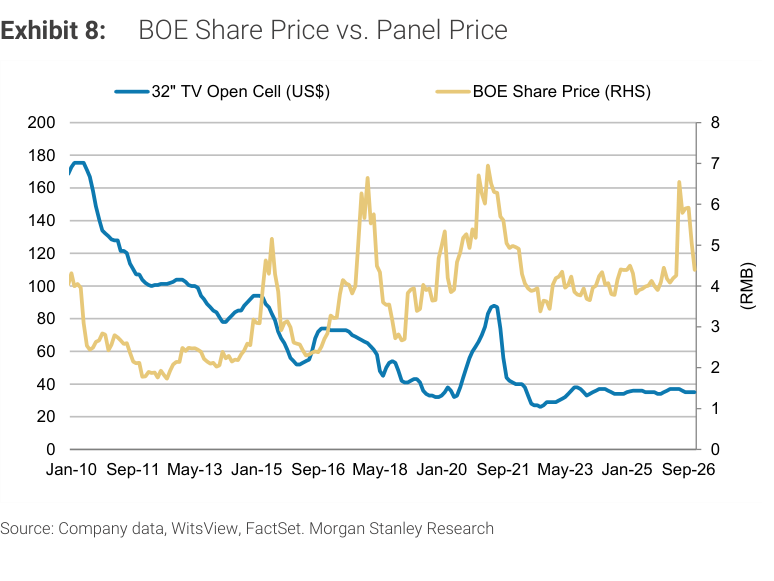 Exhibit 8: BOE Share Price vs. Panel Price
32" TV Open Cell (US$) BOE Share Price (RHS)
200 8
180 7
160 6
140 5
120 4
100 3
80 2
60 1
40 0
20
0
(RMB)
Jan-10 Sep-11 May-13 Jan-15 Sep-16 May-18 Jan-20 Sep-21 May-23 Jan-25 Sep-26
Source: Company data, WitsView, FactSet. Morgan Stanley Research